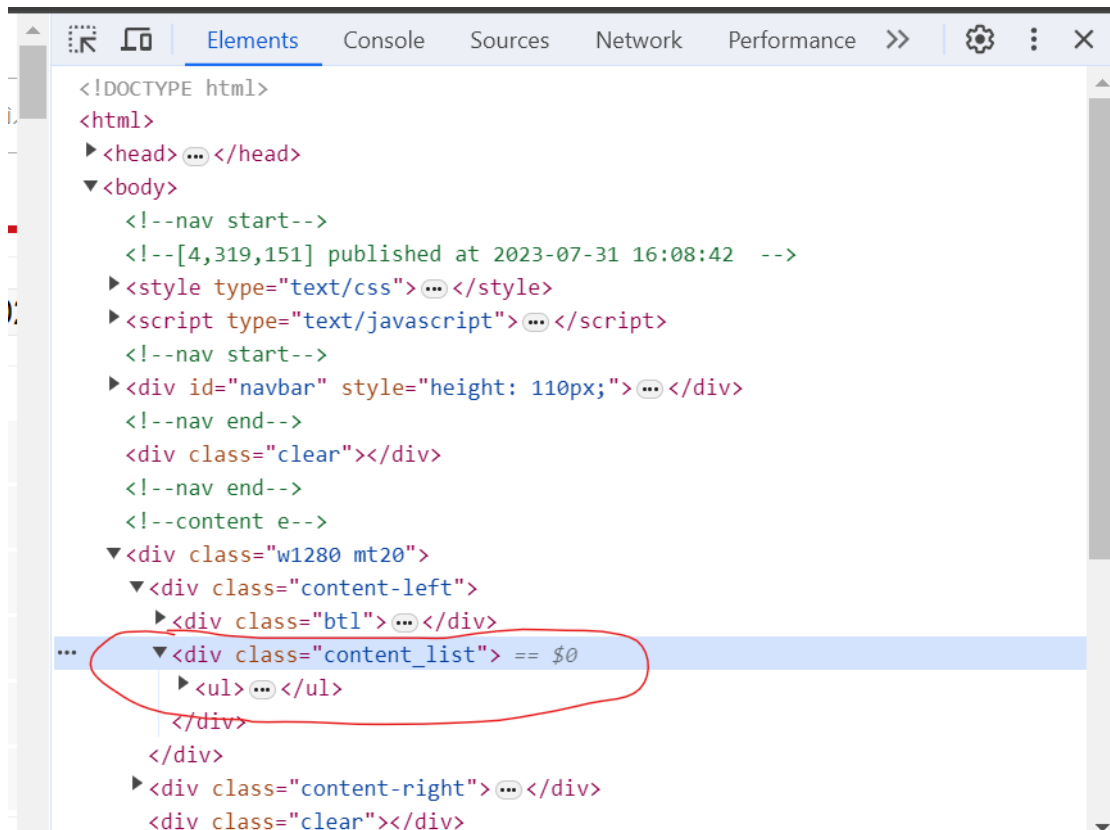 Elements Console Sources Network Performance
<!DOCTYPE html>
<html>
<head>…</head>
<body>
<!--nav start-->
<!--[4,319,151] published at 2023-07-31 16:08:42  -->
<style type="text/css">…</style>
<script type="text/javascript">…</script>
<!--nav start-->
<div id="navbar" style="height: 110px;">…</div>
<!--nav end-->
<div class="clear"></div>
<!--nav end-->
<!--content e-->
<div class="w1280 mt20">
<div class="content-left">
<div class="btl">…</div>
<div class="content_list"> == $0
<ul>…</ul>
</div>
</div>
<div class="content-right">…</div>
<div class="clear"></div>